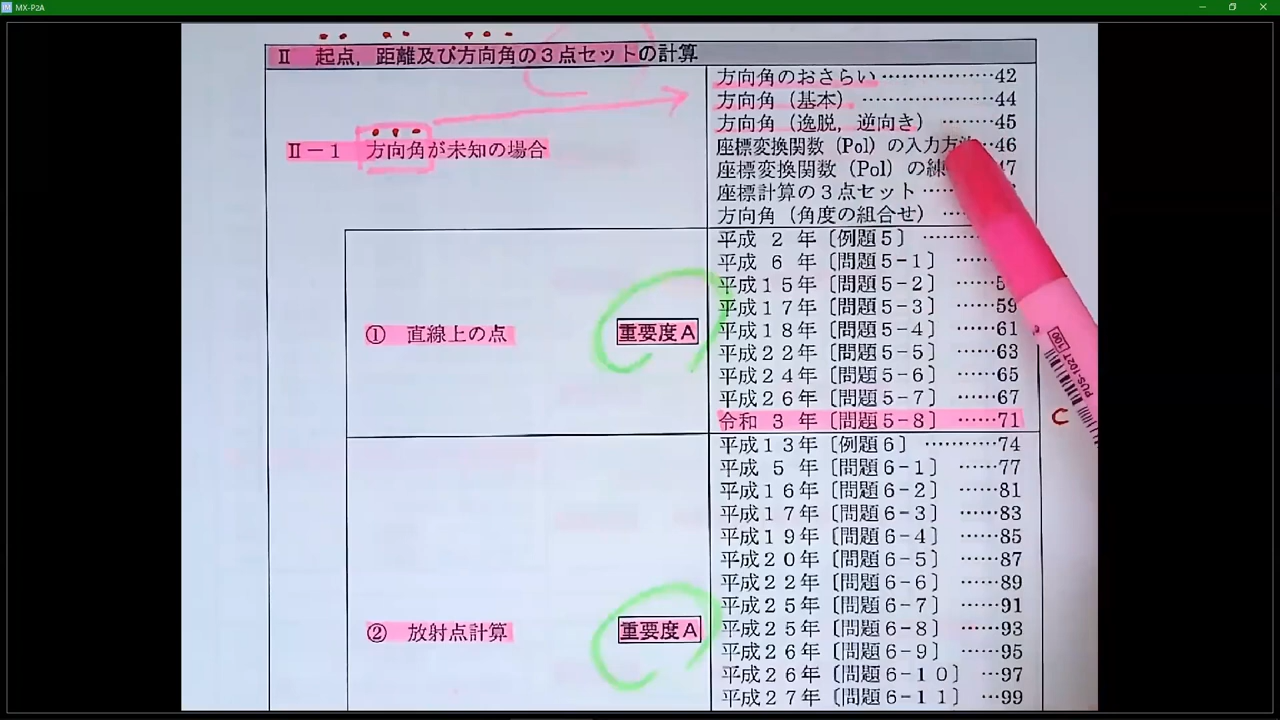 MX-P2A
Ⅱ 起点，距離及び方向角の３点セットの計算
Ⅱ－１ 方向角が未知の場合
方向角のおさらい………………42
方向角（基本）…………………44
方向角（逸脱，逆向き）………45
座標変換関数（Pol）の入力方…46
座標変換関数（Pol）の練 47
座標計算の３点セット……
方向角（角度の組合せ）……
① 直線上の点 重要度Ａ
平成 ２ 年〔例題５〕………
平成 ６ 年〔問題５－１〕……
平成１５年〔問題５－２〕……5
平成１７年〔問題５－３〕……59
平成１８年〔問題５－４〕……61
平成２２年〔問題５－５〕……63
平成２４年〔問題５－６〕……65
平成２６年〔問題５－７〕……67
令和 ３ 年〔問題５－８〕……71
② 放射点計算 重要度Ａ
平成１３年〔例題６〕…………74
平成 ５ 年〔問題６－１〕……77
平成１６年〔問題６－２〕……81
平成１７年〔問題６－３〕……83
平成１９年〔問題６－４〕……85
平成２０年〔問題６－５〕……87
平成２２年〔問題６－６〕……89
平成２５年〔問題６－７〕……91
平成２５年〔問題６－８〕……93
平成２６年〔問題６－９〕……95
平成２６年〔問題６－１０〕…97
平成２７年〔問題６－１１〕…99
PUS-102T 100